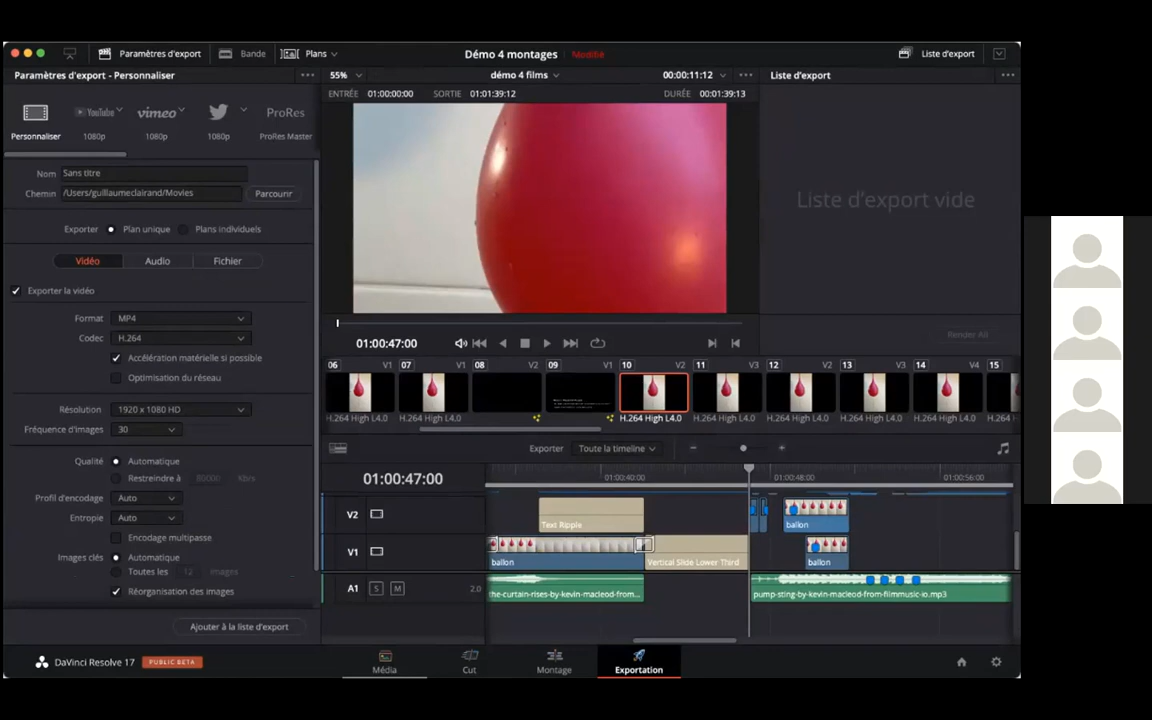 Paramètres d'export
Bande
Plans
Démo 4 montages
Modifié
Liste d'export
Paramètres d'export - Personnaliser
55%
démo 4 films
00:00:11:12
Liste d'export
ENTRÉE 01:00:00:00 SORTIE 01:01:39:12 DURÉE 00:01:39:13
YouTube
vimeo
ProRes
Personnaliser 1080p 1080p 1080p ProRes Master
Nom Sans titre
Chemin /Users/guillaumeclairand/Movies Parcourir
Liste d'export vide
Exporter Plan unique Plans individuels
Vidéo Audio Fichier
Exporter la vidéo
Format MP4
Codec H.264
Accélération matérielle si possible
Optimisation du réseau
Résolution 1920 x 1080 HD
Fréquence d'images 30
Qualité Automatique
Restreindre à 80000 Kb/s
Profil d'encodage Auto
Entropie Auto
Encodage multipasse
Images clés Automatique
Toutes les 12 images
Réorganisation des images
Ajouter à la liste d'export
01:00:47:00
Render All
06 V1 07 V1 08 V2 09 V1 10 V2 11 V3 12 V2 13 V3 14 V4 15
H.264 High L4.0 H.264 High L4.0 H.264 High L4.0 H.264 High L4.0 H.264 High L4.0 H.264 High L4.0 H.264 High L4.0
Exporter Toute la timeline
01:00:47:00
01:00:40:00 01:00:48:00 01:00:56:00
V2
Text Ripple
ballon
V1
ballon
Vertical Slide Lower Third
ballon
A1 S M 2.0
the-curtain-rises-by-kevin-macleod-from...
pump-sting-by-kevin-macleod-from-filmmusic-io.mp3
DaVinci Resolve 17 PUBLIC BETA
Média Cut Montage Exportation